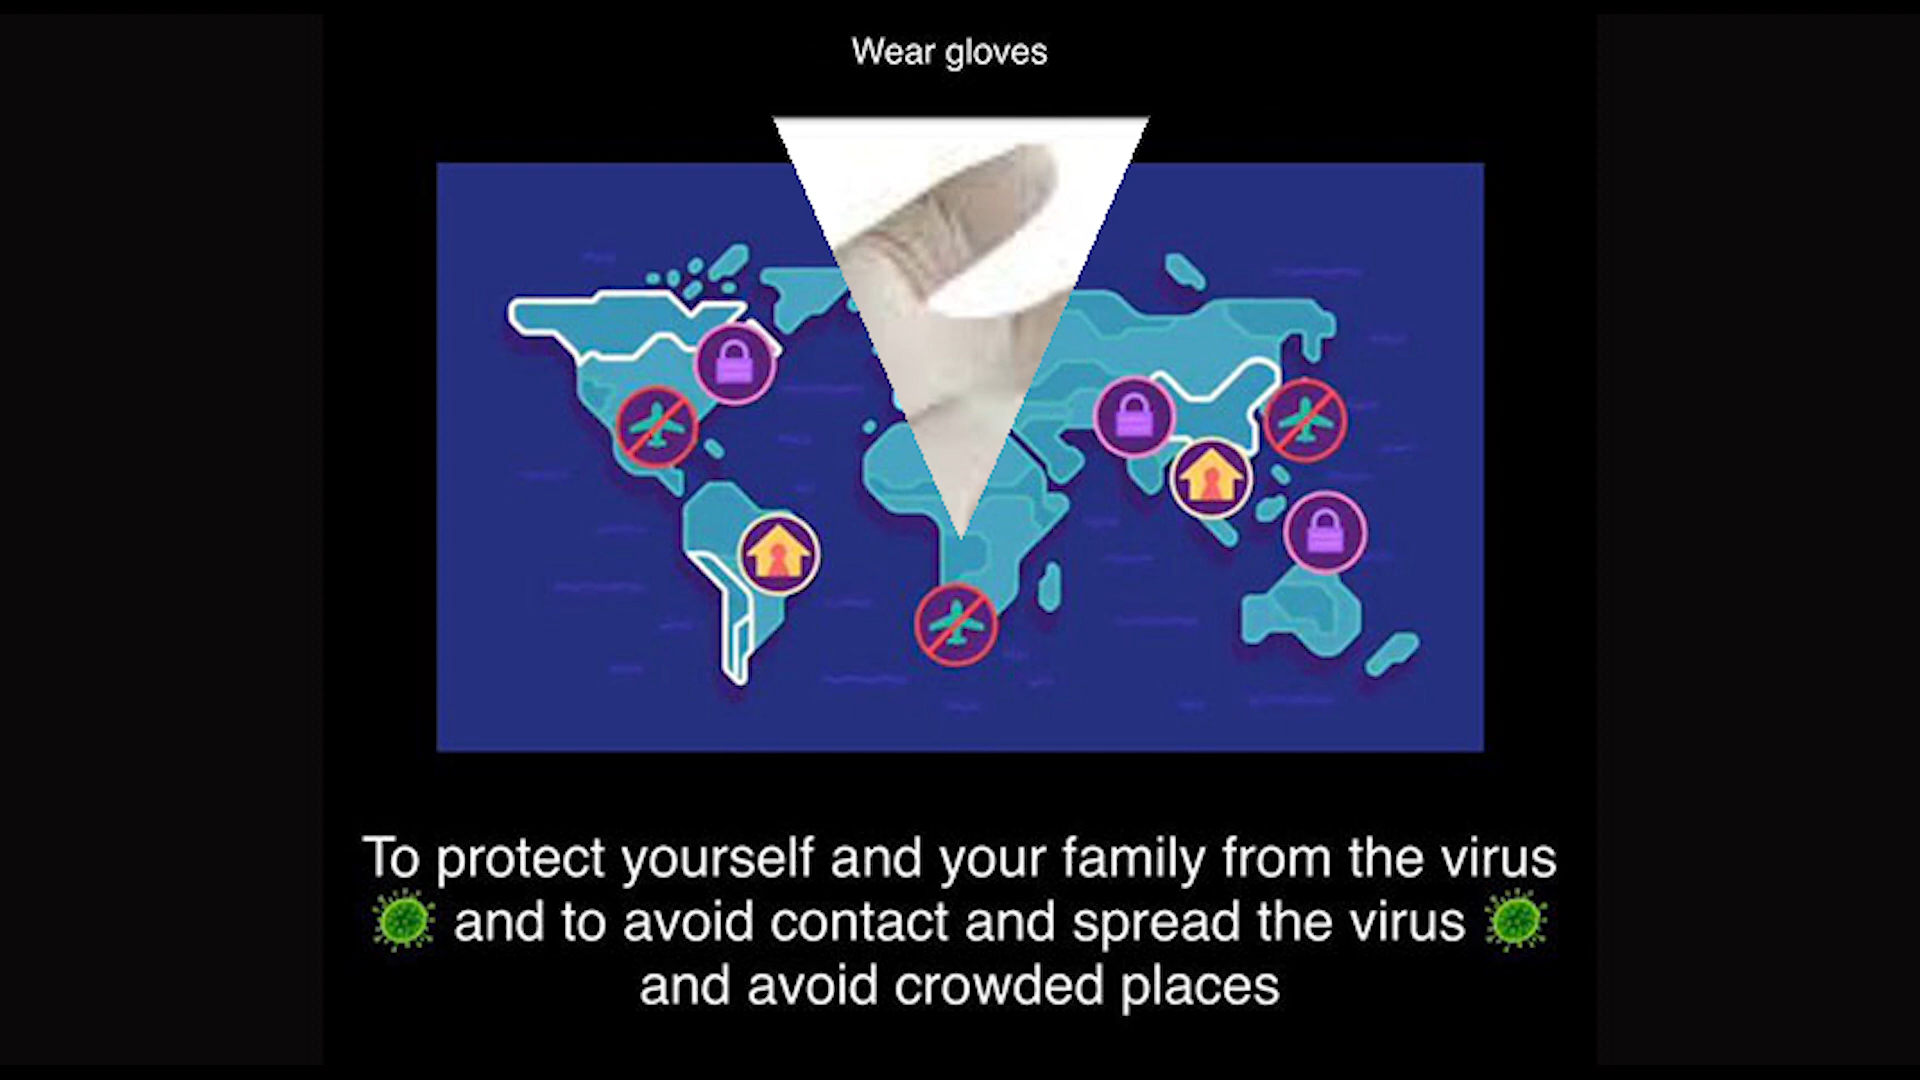 Wear gloves
To protect yourself and your family from the virus
🦠 and to avoid contact and spread the virus 🦠
and avoid crowded places